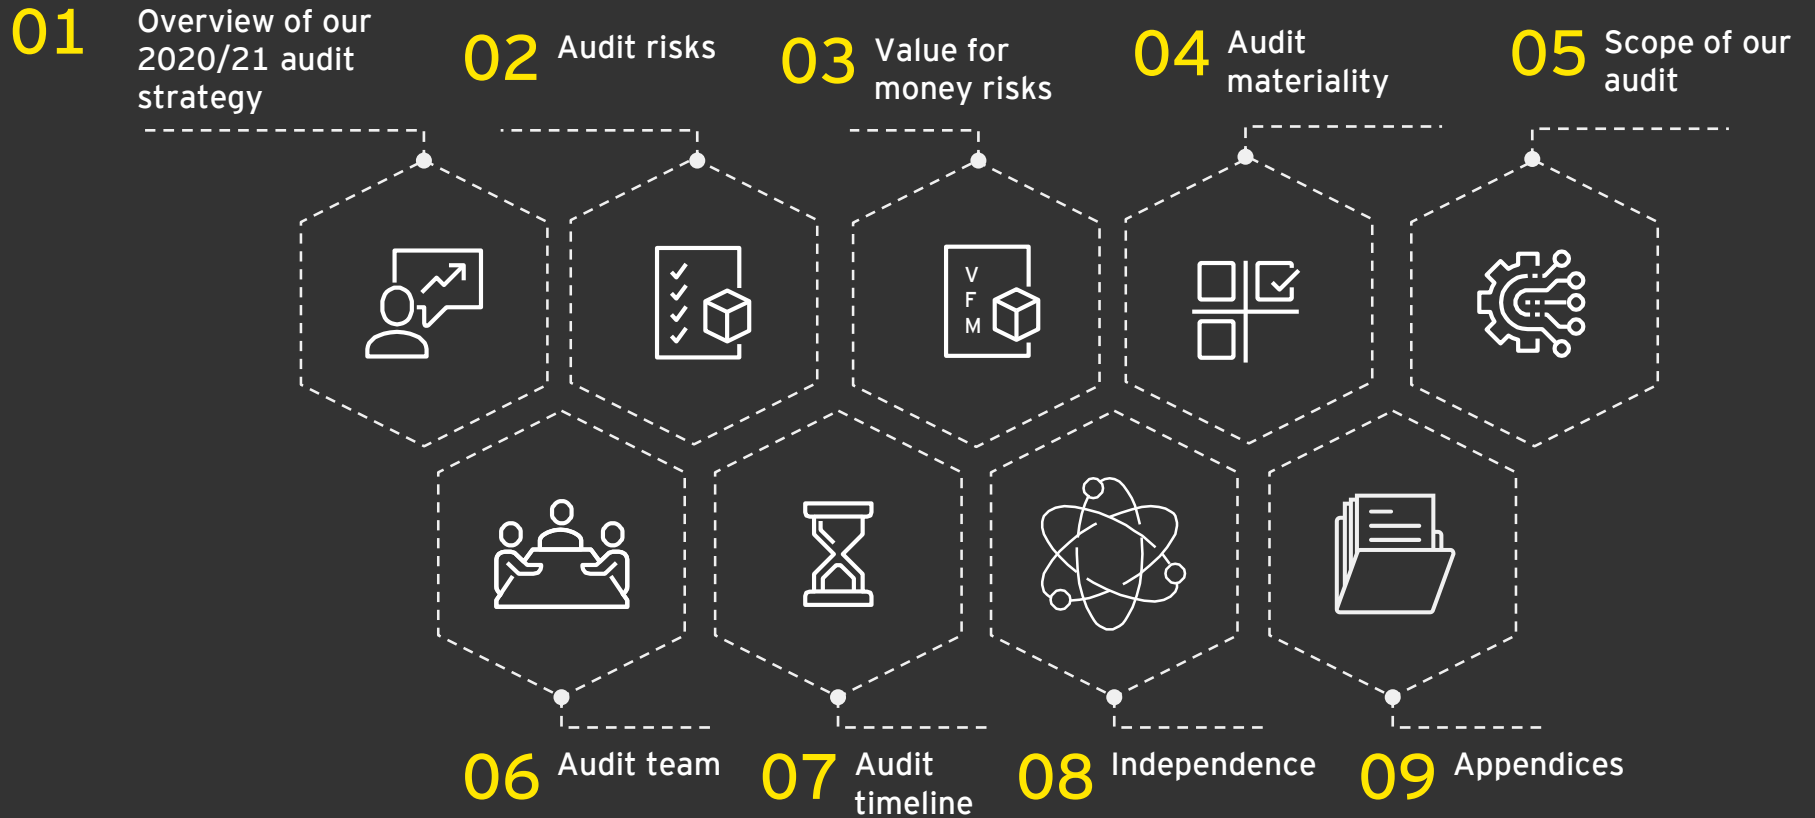 01 Overview of our
2020/21 audit
strategy
02 Audit risks
03 Value for
money risks
04 Audit
materiality
05 Scope of our
audit
V
F
M
06 Audit team
07 Audit
timeline
08 Independence
09 Appendices